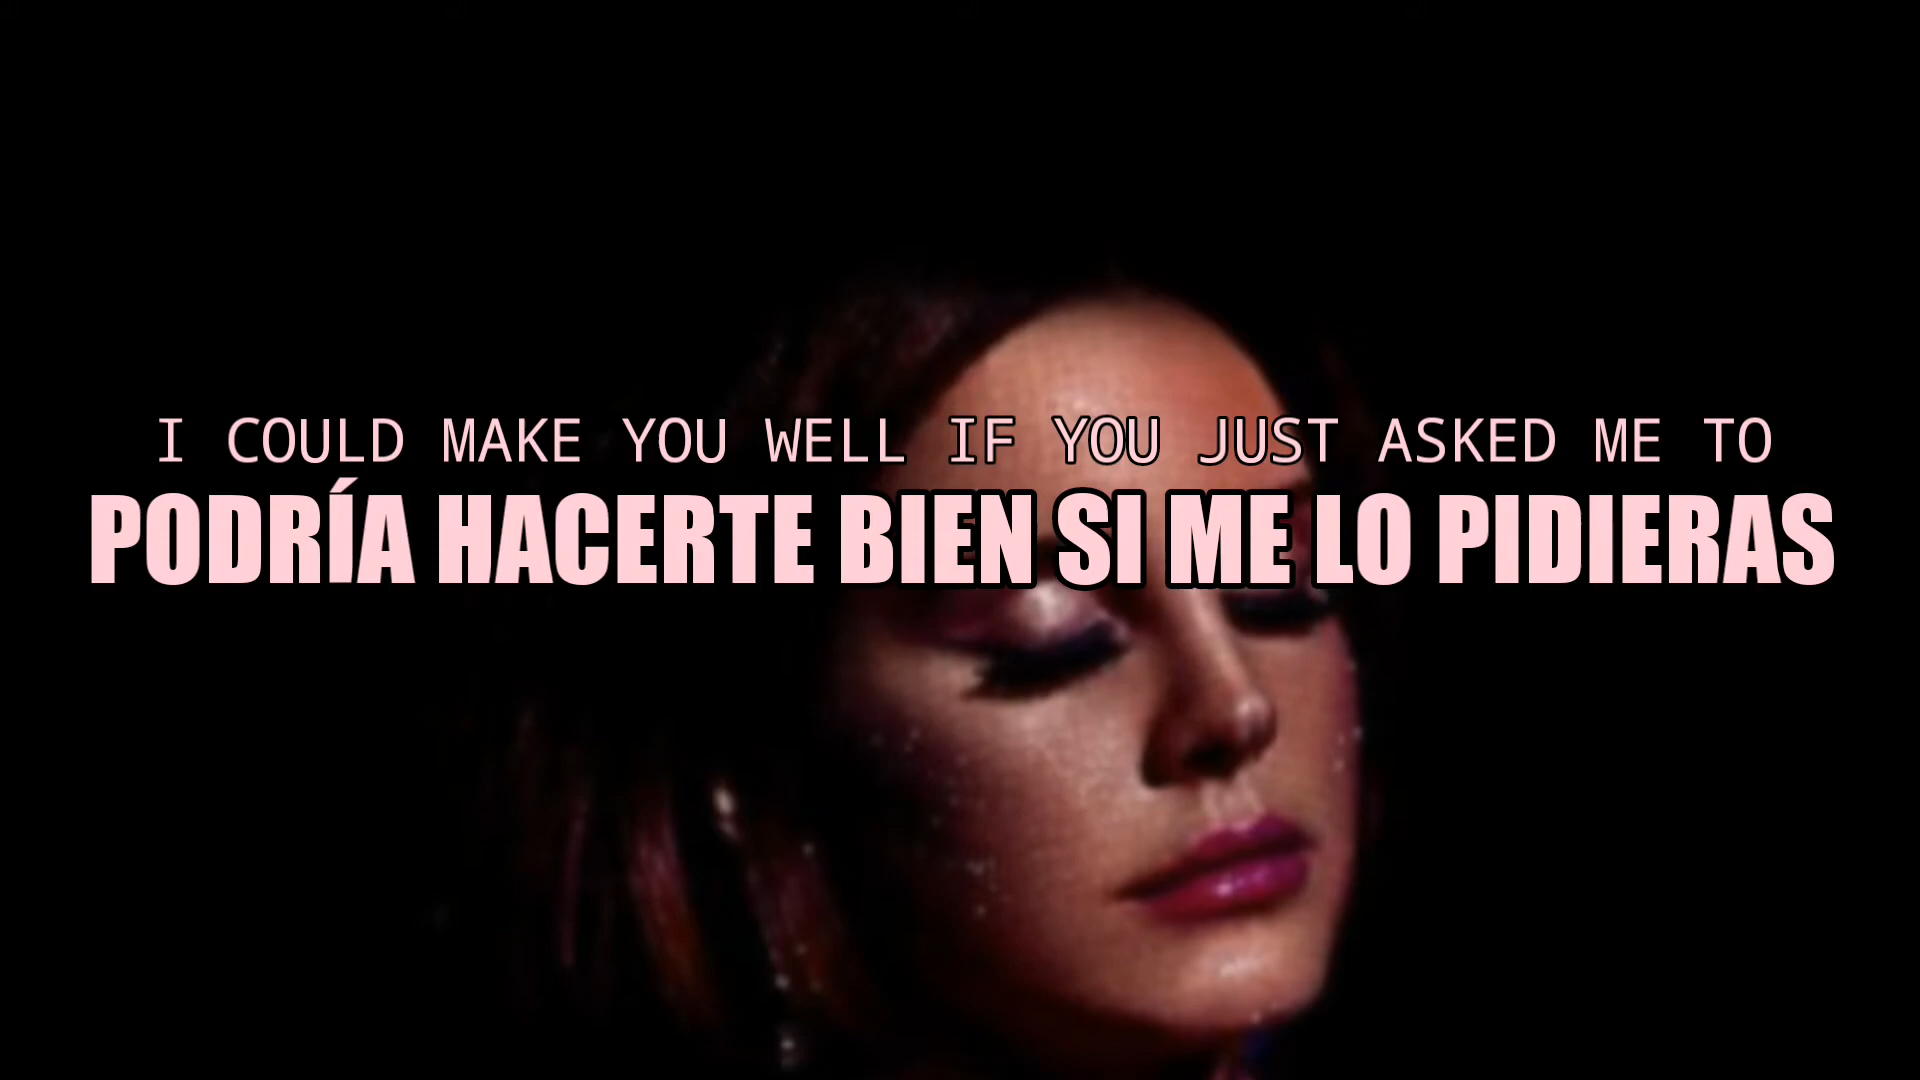 I COULD MAKE YOU WELL IF YOU JUST ASKED ME TO
PODRÍA HACERTE BIEN SI ME LO PIDIERAS